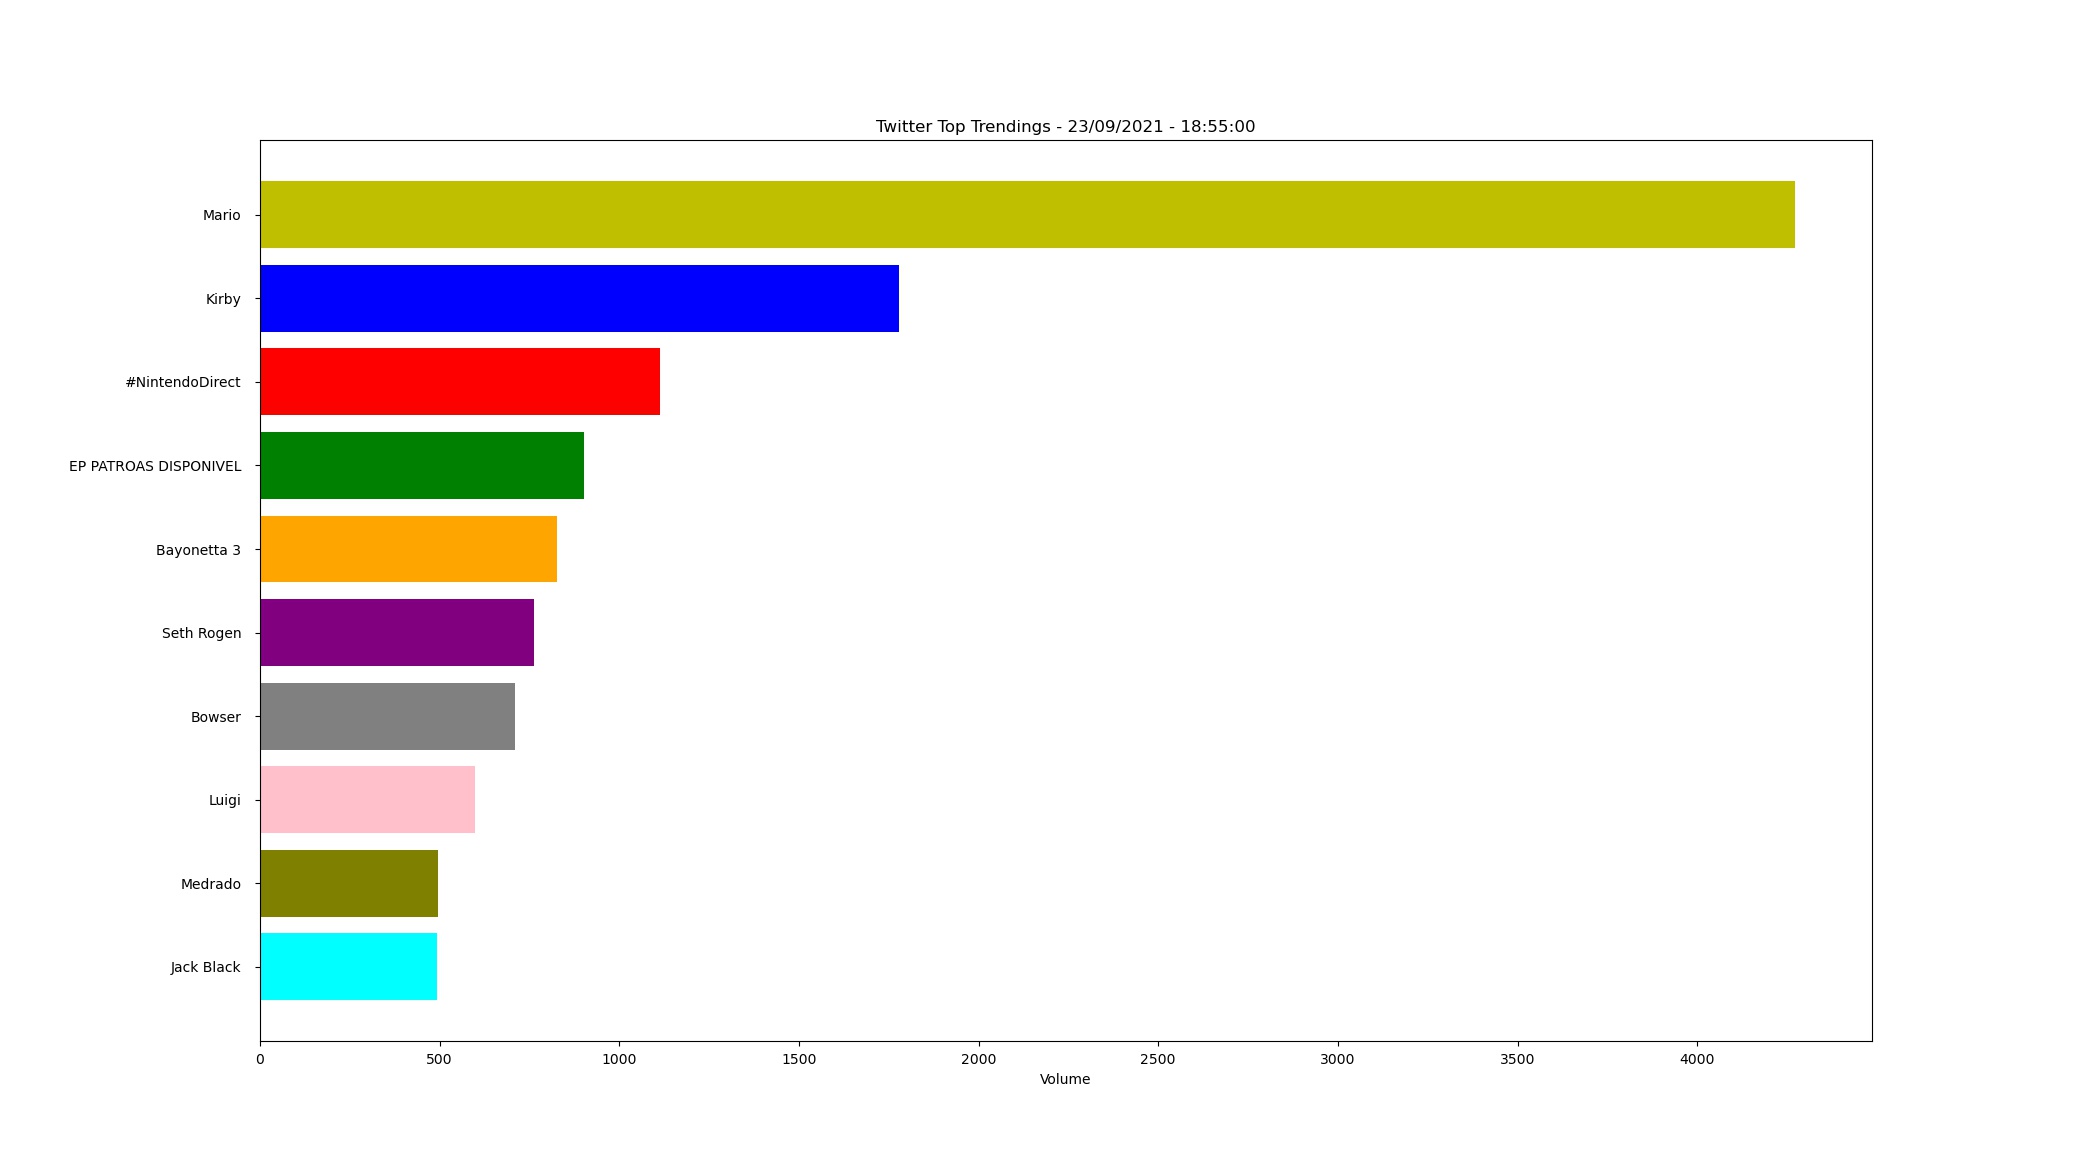 Twitter Top Trendings - 23/09/2021 - 18:55:00
Mario
Kirby
#NintendoDirect
EP PATROAS DISPONIVEL
Bayonetta 3
Seth Rogen
Bowser
Luigi
Medrado
Jack Black
0 500 1000 1500 2000 2500 3000 3500 4000
Volume